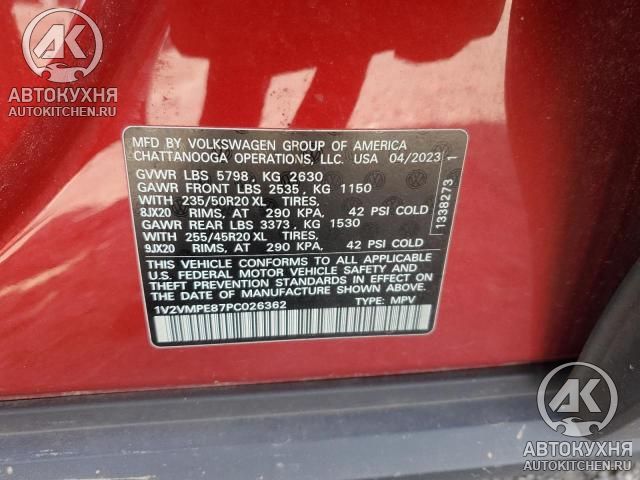 АК
АВТОКУХНЯ
AUTOKITCHEN.RU
MFD BY VOLKSWAGEN GROUP OF AMERICA
CHATTANOOGA OPERATIONS, LLC. USA 04/2023
GVWR LBS 5798, KG 2630
GAWR FRONT LBS 2535, KG 1150
WITH 235/50R20 XL TIRES,
8JX20 RIMS, AT 290 KPA, 42 PSI COLD
GAWR REAR LBS 3373, KG 1530
WITH 255/45R20 XL TIRES,
9JX20 RIMS, AT 290 KPA, 42 PSI COLD
THIS VEHICLE CONFORMS TO ALL APPLICABLE
U.S. FEDERAL MOTOR VEHICLE SAFETY AND
THEFT PREVENTION STANDARDS IN EFFECT ON
THE DATE OF MANUFACTURE SHOWN ABOVE.
1V2VMPE87PC026362 TYPE: MPV
1338273 1
АК
АВТОКУХНЯ
AUTOKITCHEN.RU